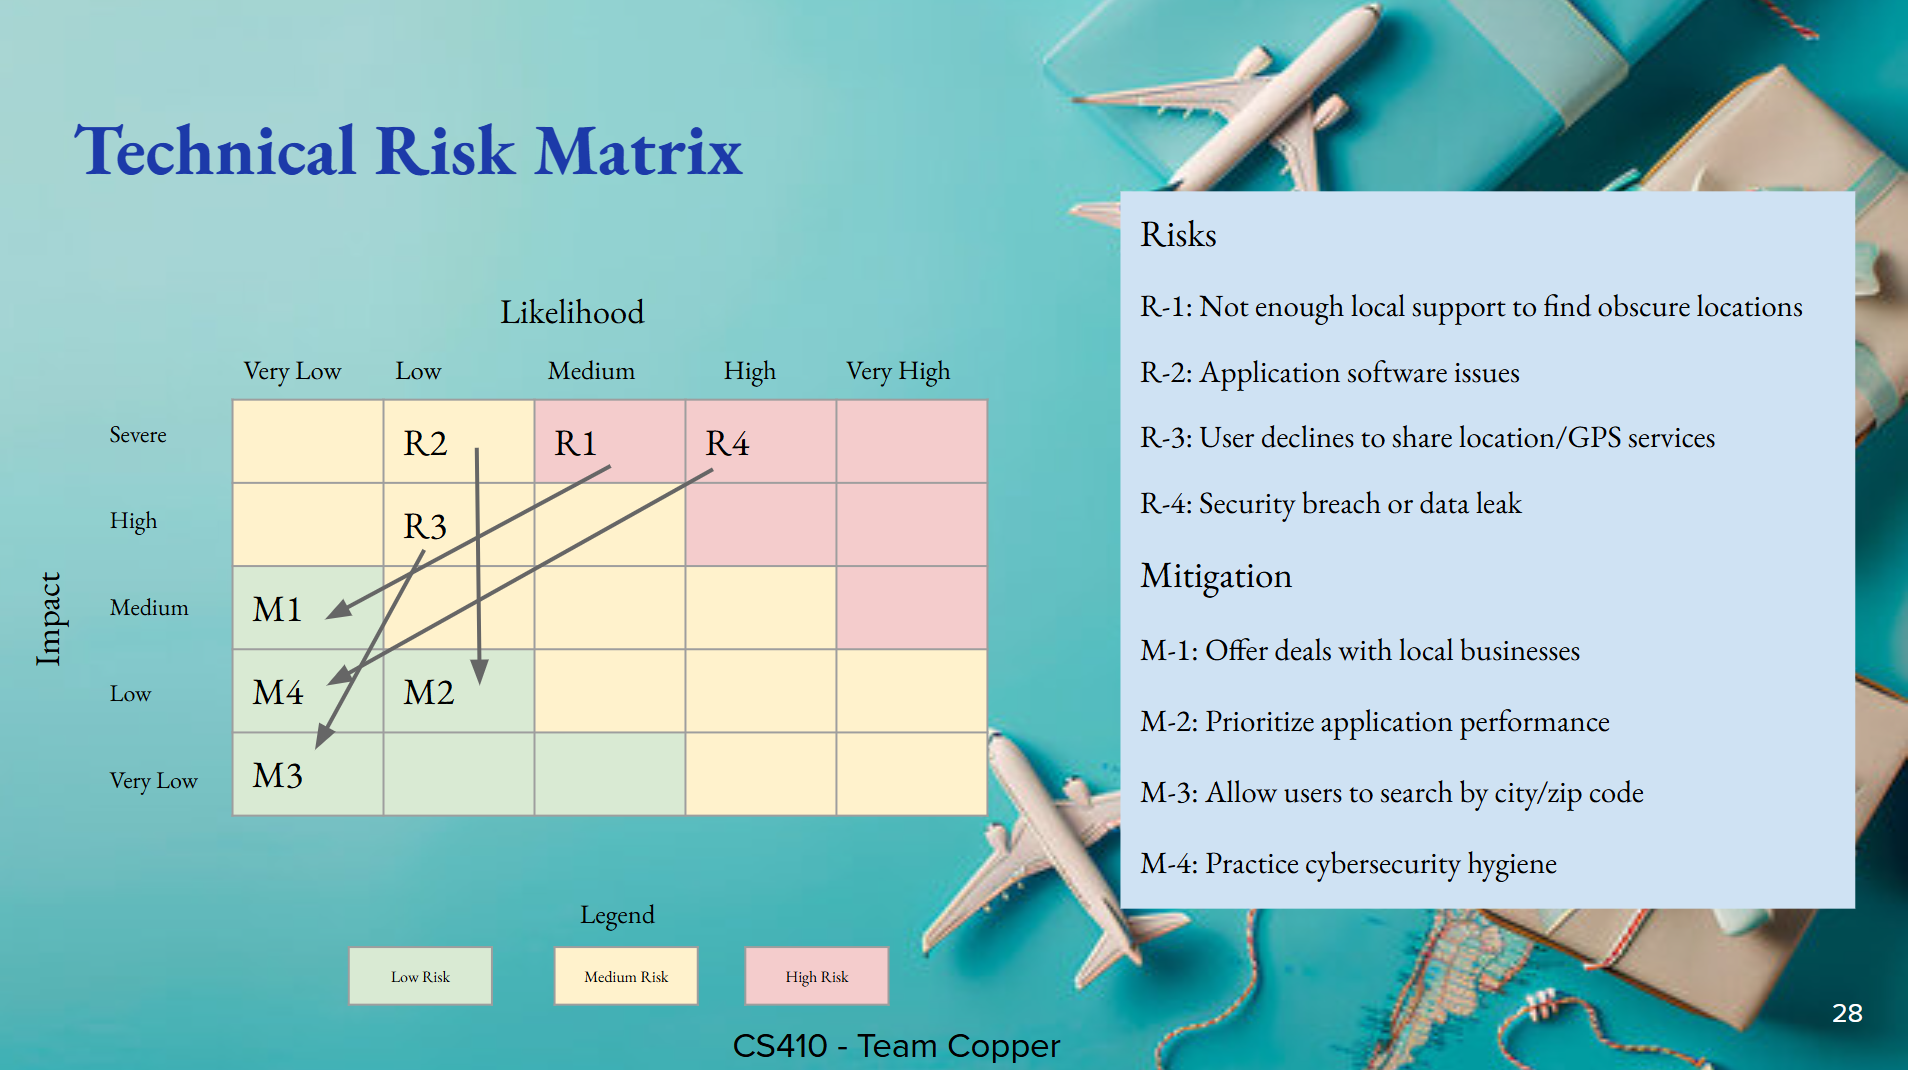 Technical Risk Matrix
Likelihood
Very Low Low Medium High Very High
Impact
Severe R2 R1 R4
High R3
Medium M1
Low M4 M2
Very Low M3
Legend
Low Risk Medium Risk High Risk
Risks
R-1: Not enough local support to find obscure locations
R-2: Application software issues
R-3: User declines to share location/GPS services
R-4: Security breach or data leak
Mitigation
M-1: Offer deals with local businesses
M-2: Prioritize application performance
M-3: Allow users to search by city/zip code
M-4: Practice cybersecurity hygiene
CS410 - Team Copper
28